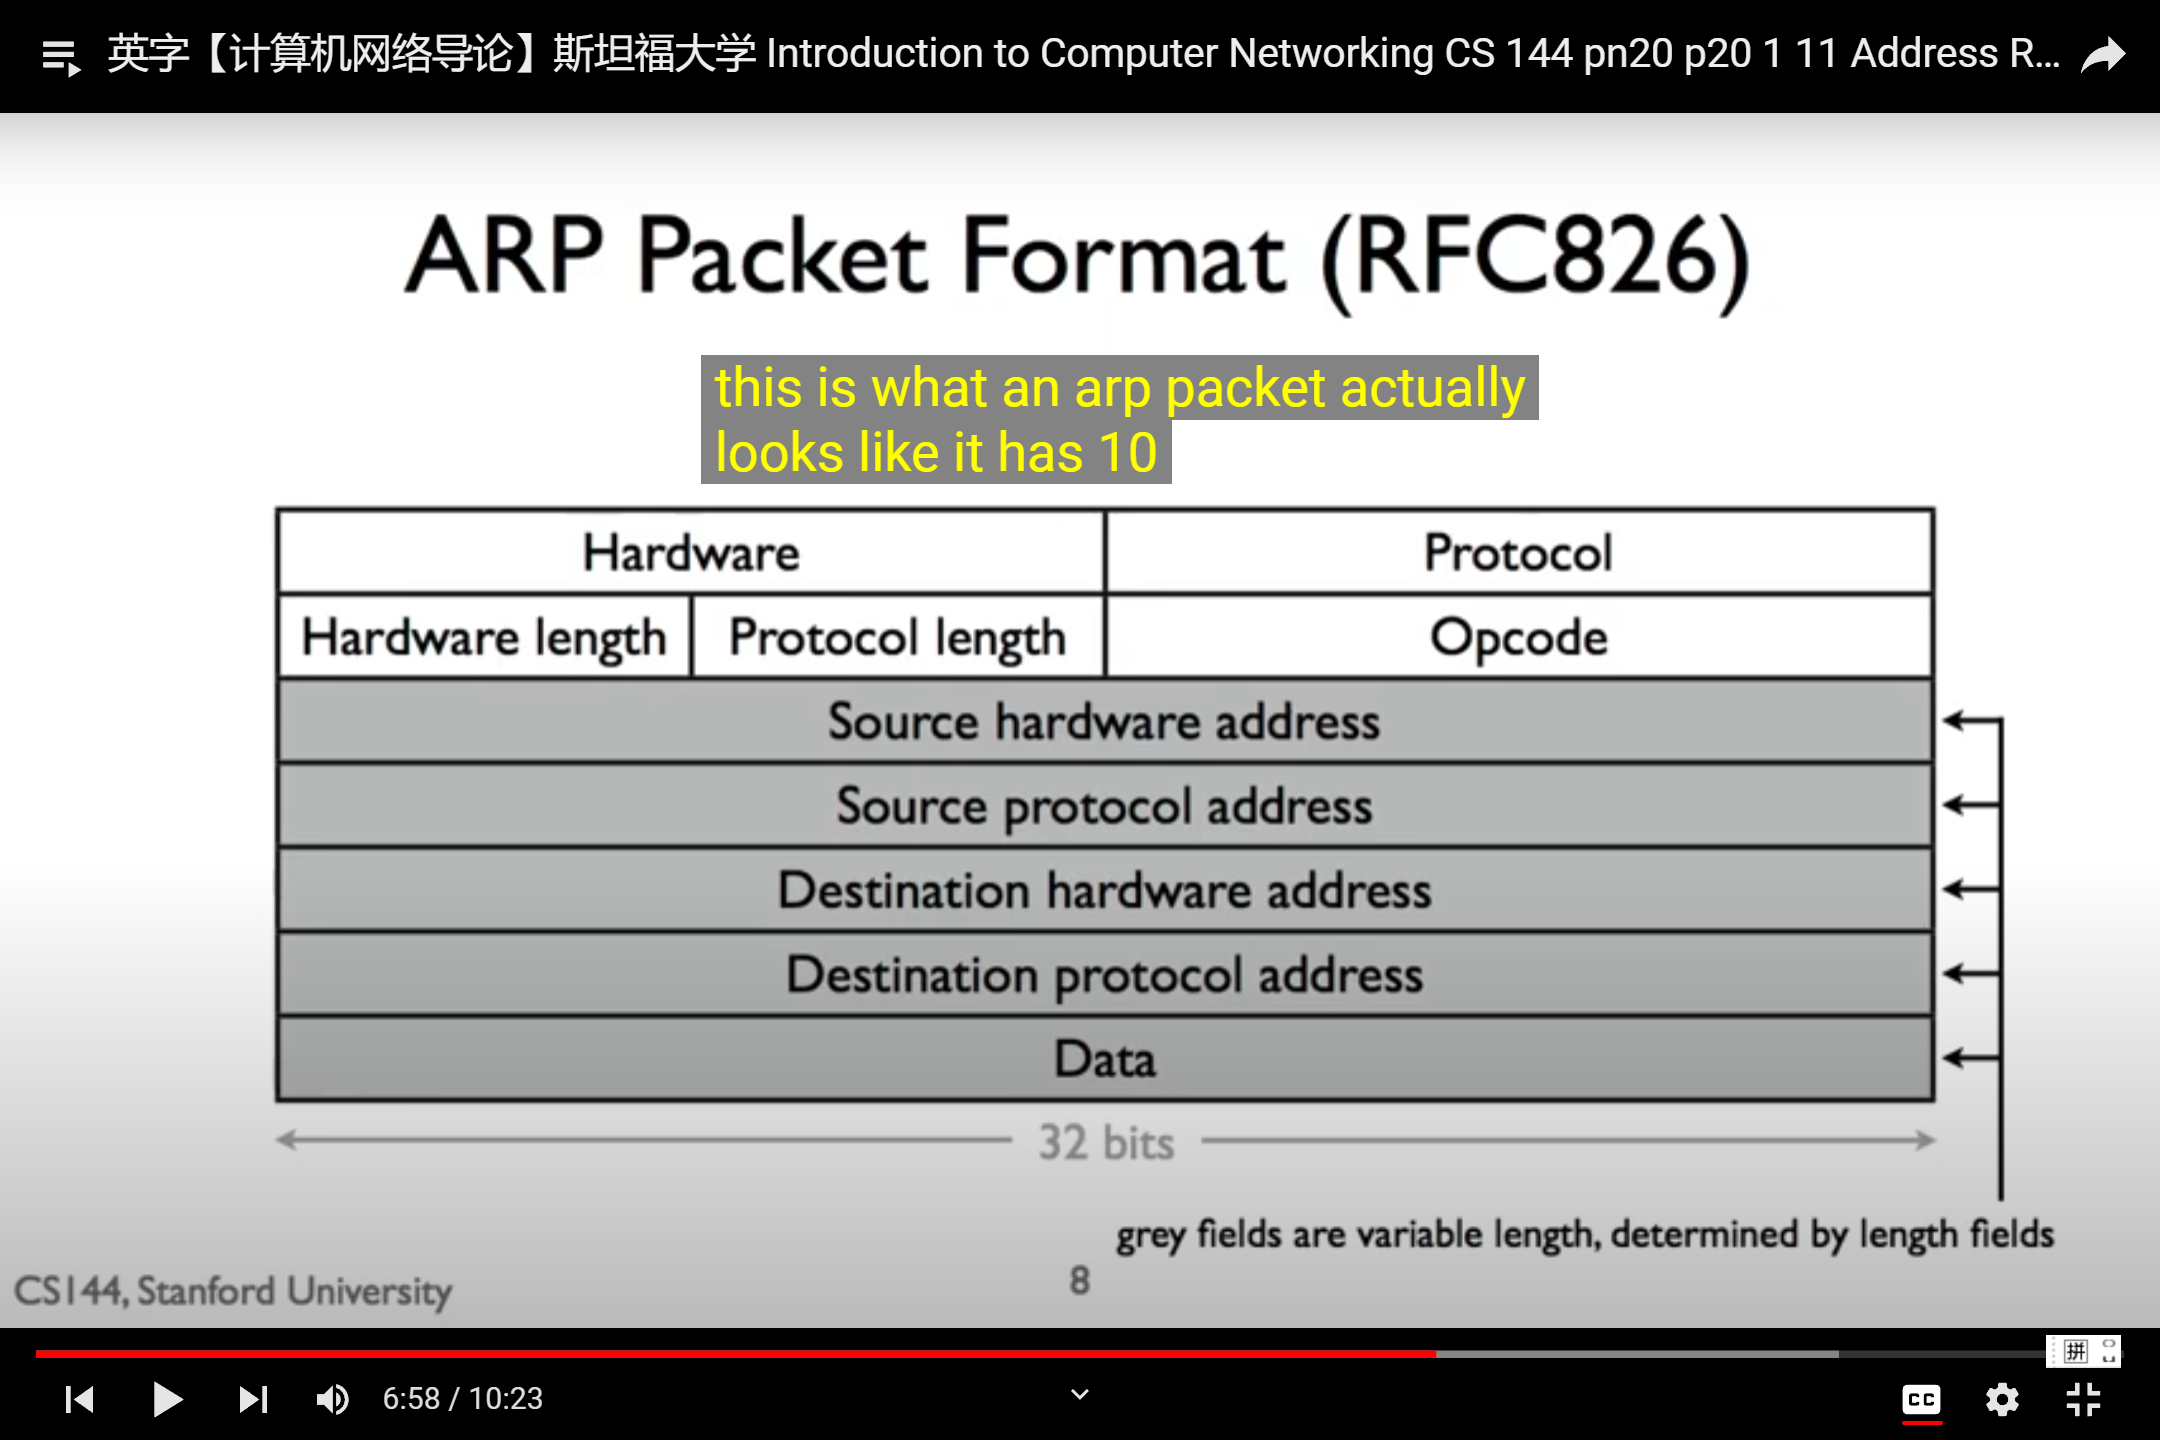 英字【计算机网络导论】斯坦福大学 Introduction to Computer Networking CS 144 pn20 p20 1 11 Address R...
ARP Packet Format (RFC826)
this is what an arp packet actually
looks like it has 10
Hardware
Protocol
Hardware length
Protocol length
Opcode
Source hardware address
Source protocol address
Destination hardware address
Destination protocol address
Data
32 bits
grey fields are variable length, determined by length fields
CS144, Stanford University
8
拼
6:58 / 10:23
CC